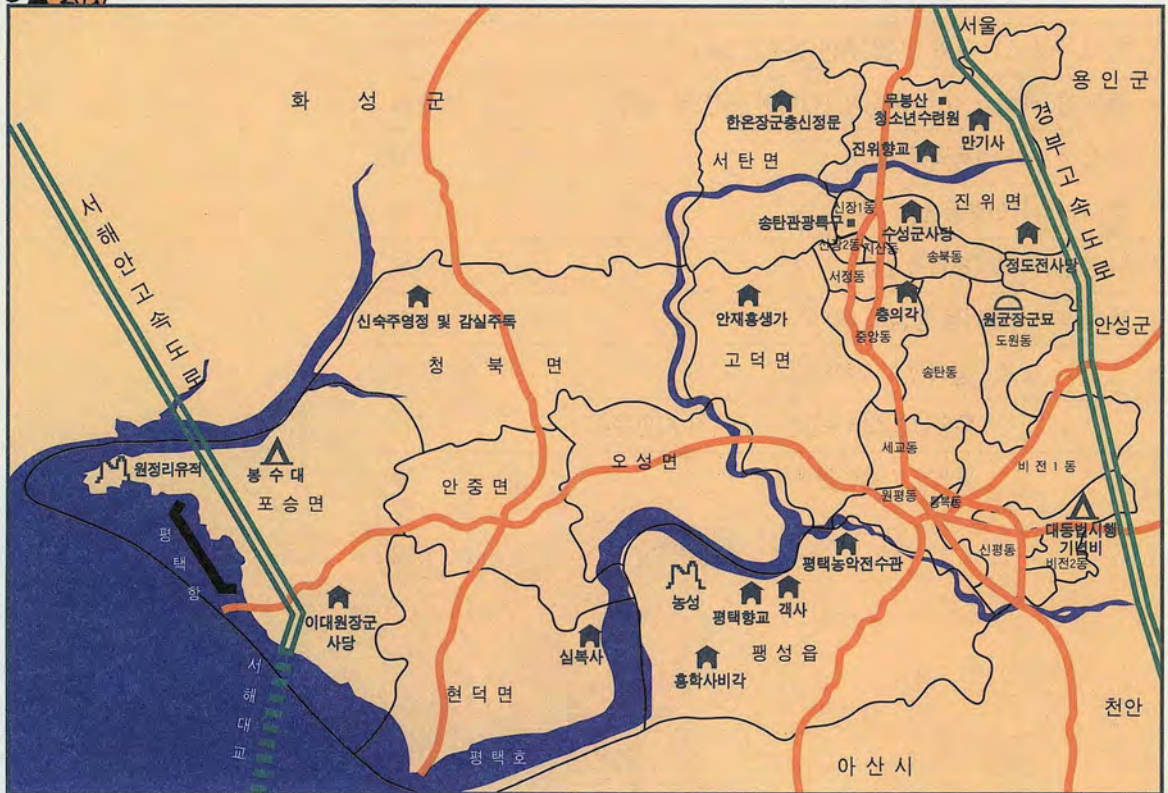 서울
용인군
화성군
무봉산
청소년수련원
한온장군충신정문
만기사
진위향교
경부고속도로
서탄면
진위면
서해안고속도로
신장1동
송탄관광특구
수성군사당
신장2동
지산동
송북동
정도전사당
서정동
신숙주영정 및 감실주독
안재홍생가
충의각
원균장군묘
중앙동
도원동
안성군
청북면
고덕면
송탄동
세교동
오성면
비전1동
원정리유적
봉수대
안중면
원평동
통복동
포승면
대동법시행
기념비
평택항
신평동
평택농악전수관
비전2동
농성
평택향교
객사
이대원장군
사당
심복사
팽성읍
홍학사비각
서해대교
현덕면
천안
평택호
아산시